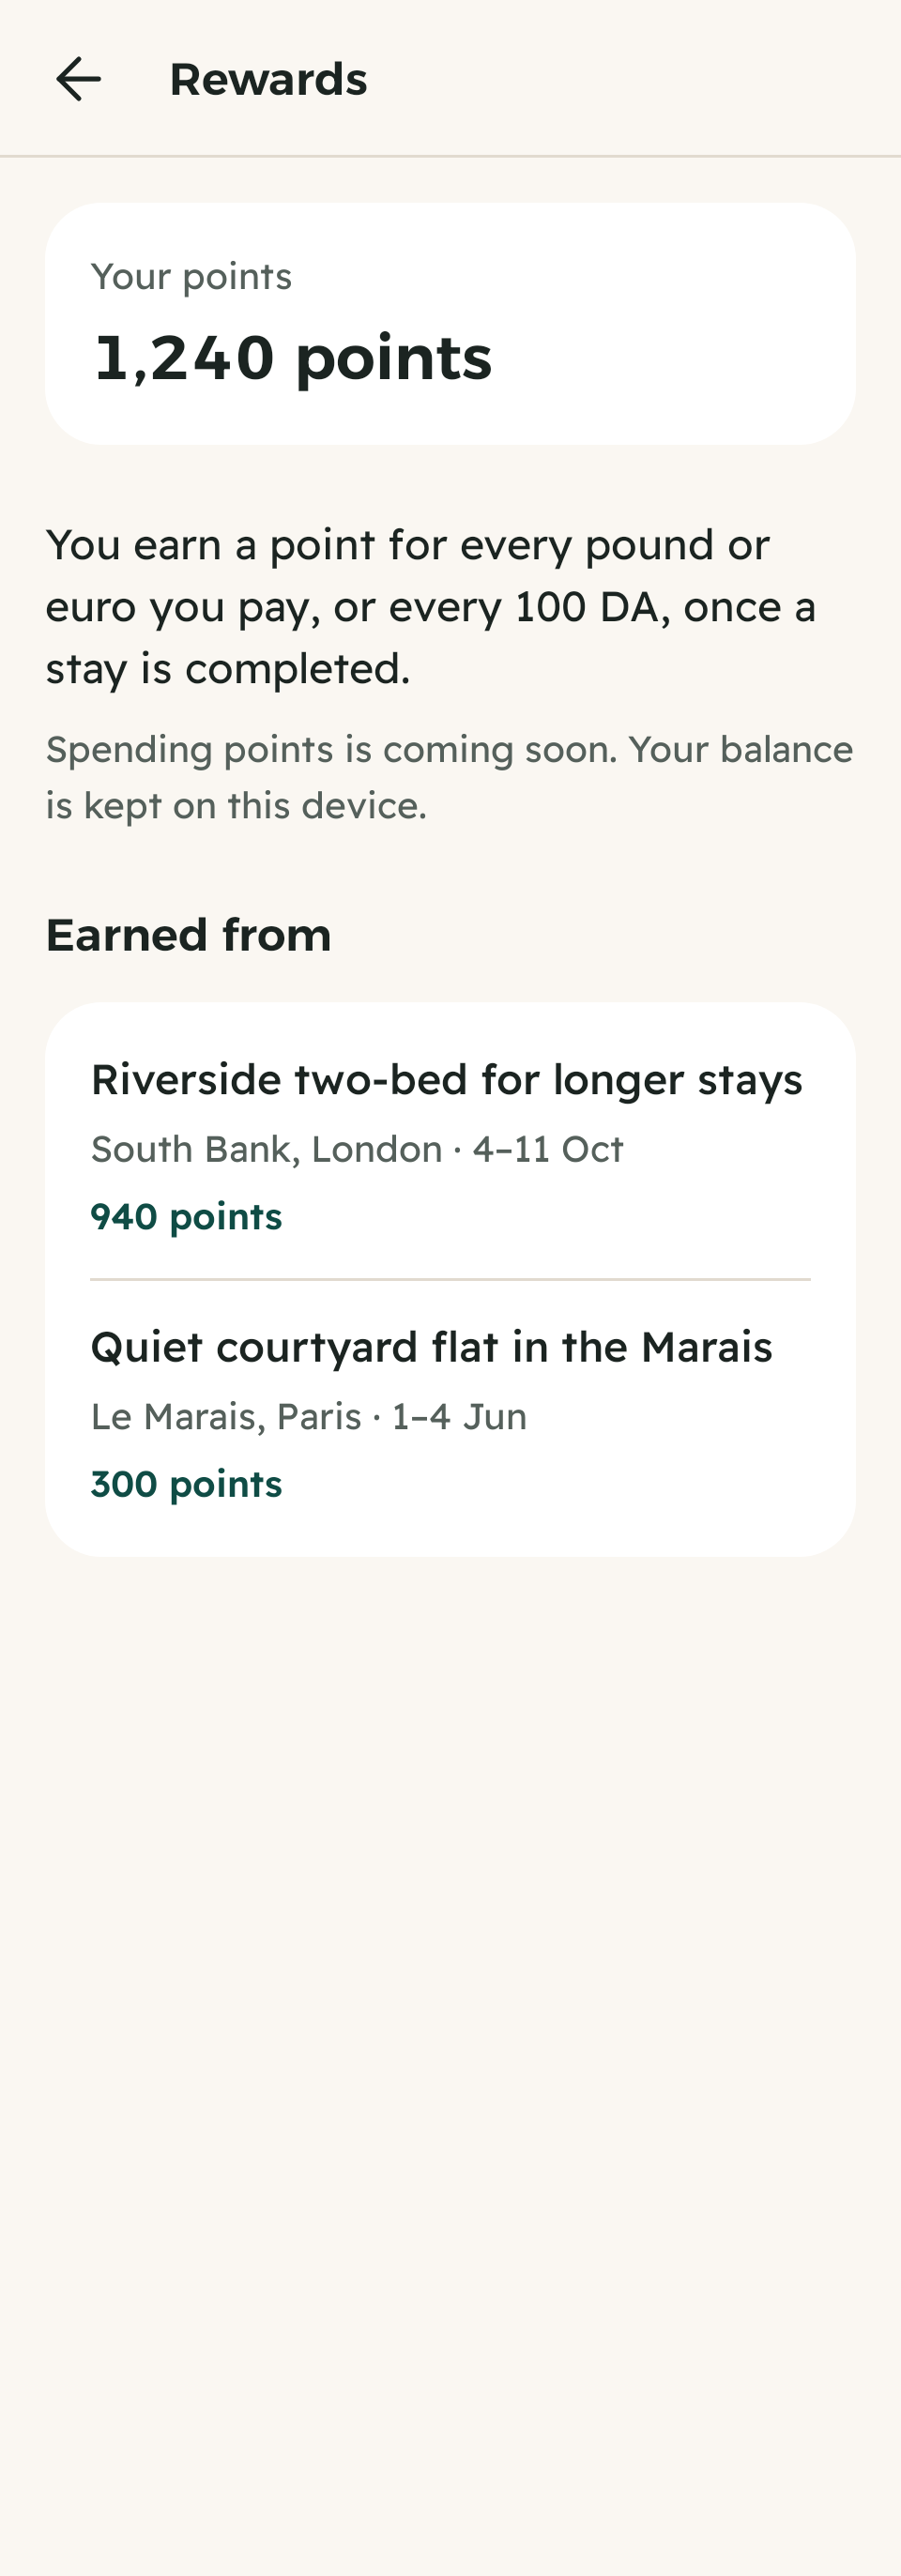 Rewards
Your points
1,240 points
You earn a point for every pound or
euro you pay, or every 100 DA, once a
stay is completed.
Spending points is coming soon. Your balance
is kept on this device.
Earned from
Riverside two-bed for longer stays
South Bank, London · 4–11 Oct
940 points
Quiet courtyard flat in the Marais
Le Marais, Paris · 1–4 Jun
300 points